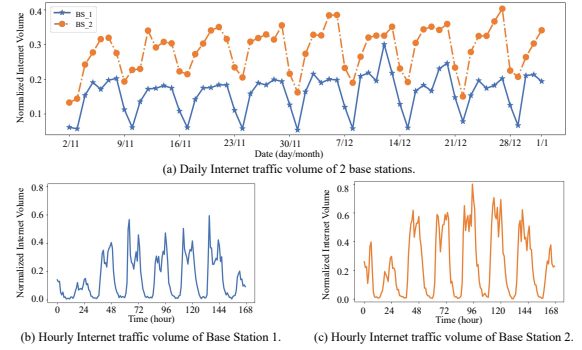 0.4
0.3
0.2
0.1
Normalized Internet Volume
BS_1
BS_2
2/11 9/11 16/11 23/11 30/11 7/12 14/12 21/12 28/12 1/1
Date (day/month)
(a) Daily Internet traffic volume of 2 base stations.
0.8
0.6
0.4
0.2
0.0
Normalized Internet Volume
0 24 48 72 96 120 144 168
Time (hour)
(b) Hourly Internet traffic volume of Base Station 1.
0.8
0.6
0.4
0.2
0.0
Normalized Internet Volume
0 24 48 72 96 120 144 168
Time (hour)
(c) Hourly Internet traffic volume of Base Station 2.